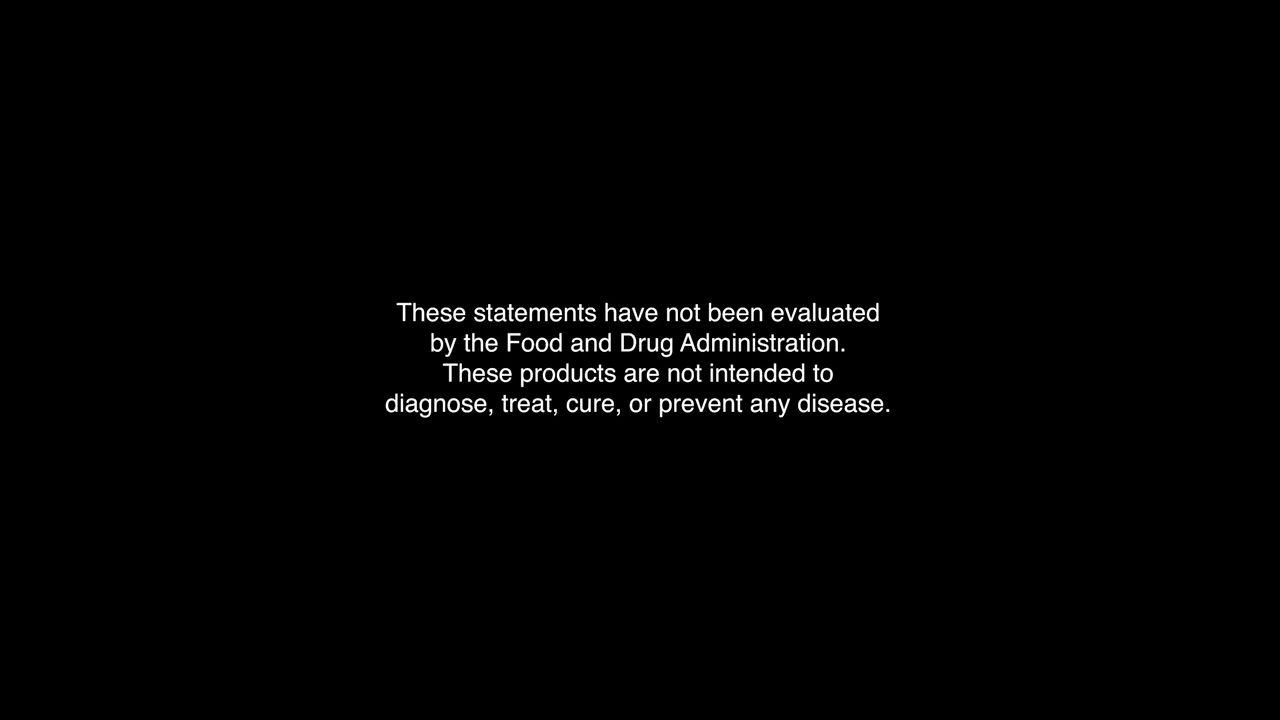 These statements have not been evaluated
by the Food and Drug Administration.
These products are not intended to
diagnose, treat, cure, or prevent any disease.